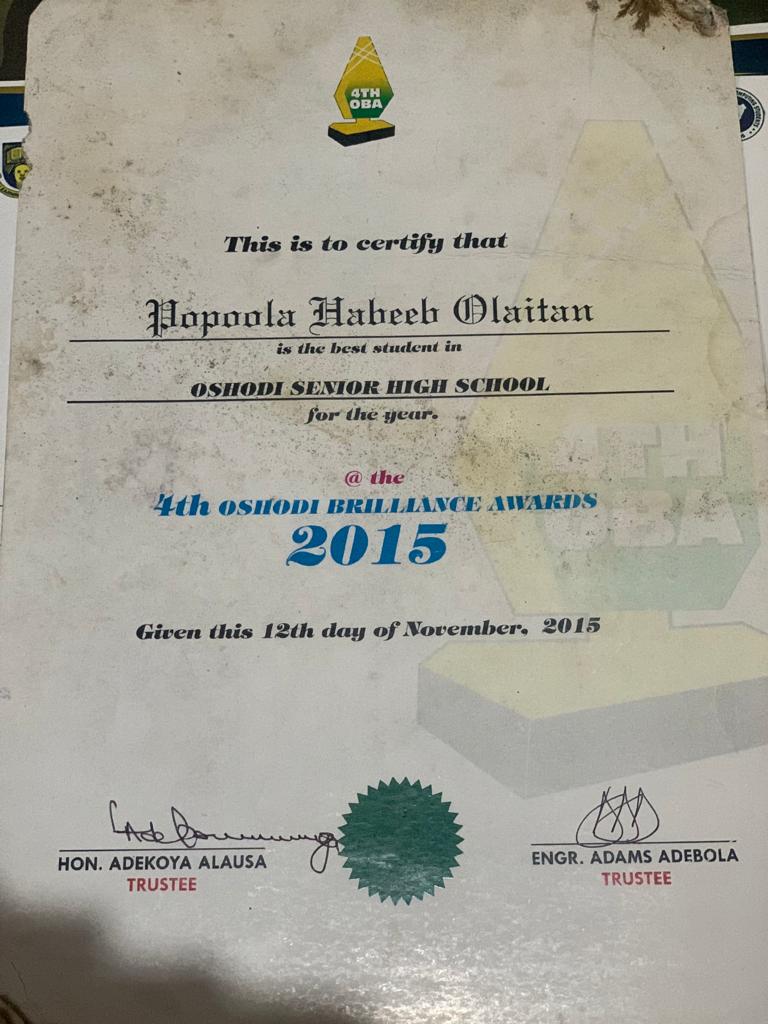 4TH
OBA
This is to certify that
Popoola Habeeb Olaitan
is the best student in
OSHODI SENIOR HIGH SCHOOL
for the year.
@ the
4th OSHODI BRILLIANCE AWARDS
2015
4TH
OBA
Given this 12th day of November, 2015
HON. ADEKOYA ALAUSA
TRUSTEE
ENGR. ADAMS ADEBOLA
TRUSTEE